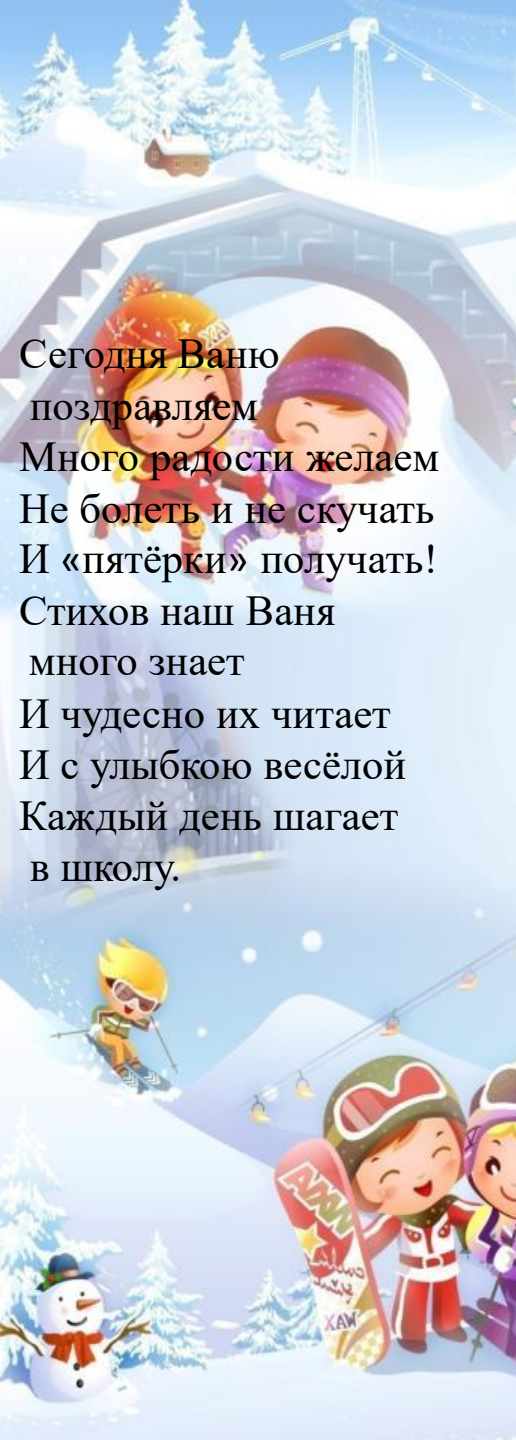 Сегодня Ваню
поздравляем
Много радости желаем
Не болеть и не скучать
И «пятёрки» получать!
Стихов наш Ваня
много знает
И чудесно их читает
И с улыбкою весёлой
Каждый день шагает
в школу.